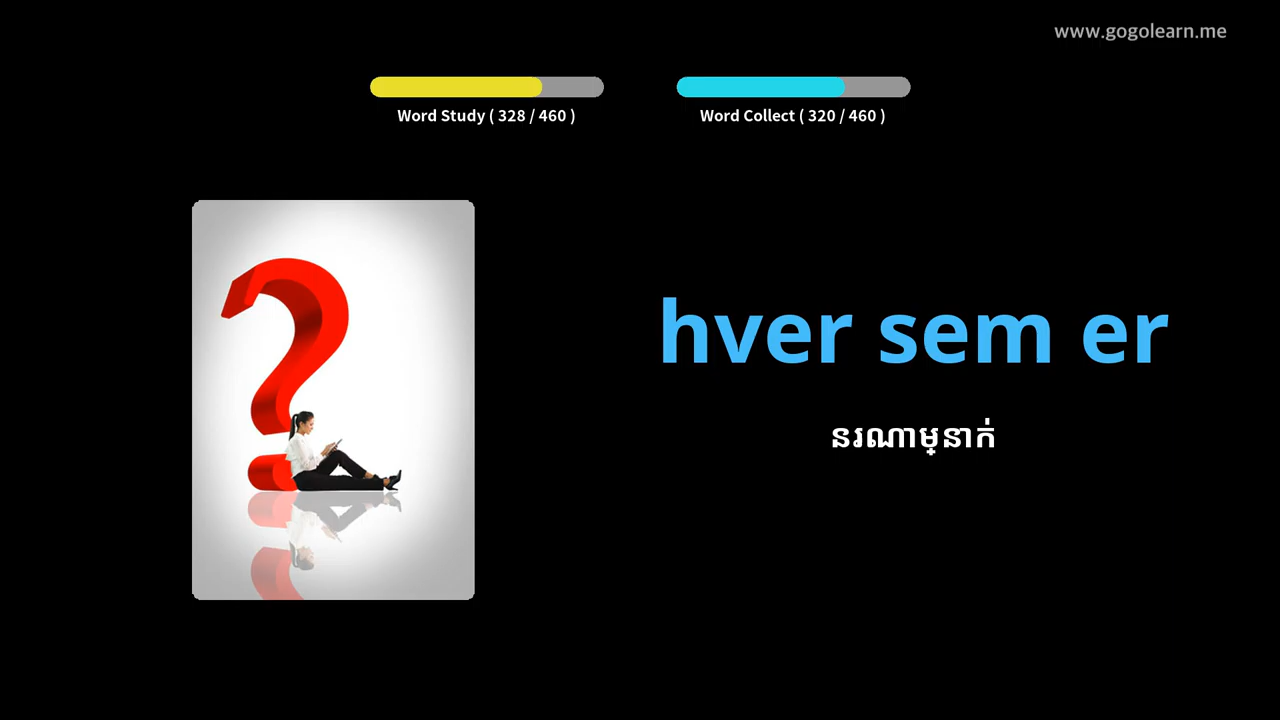 www.gogolearn.me
Word Study ( 328 / 460 )
Word Collect ( 320 / 460 )
hver sem er
នរណាម្នាក់